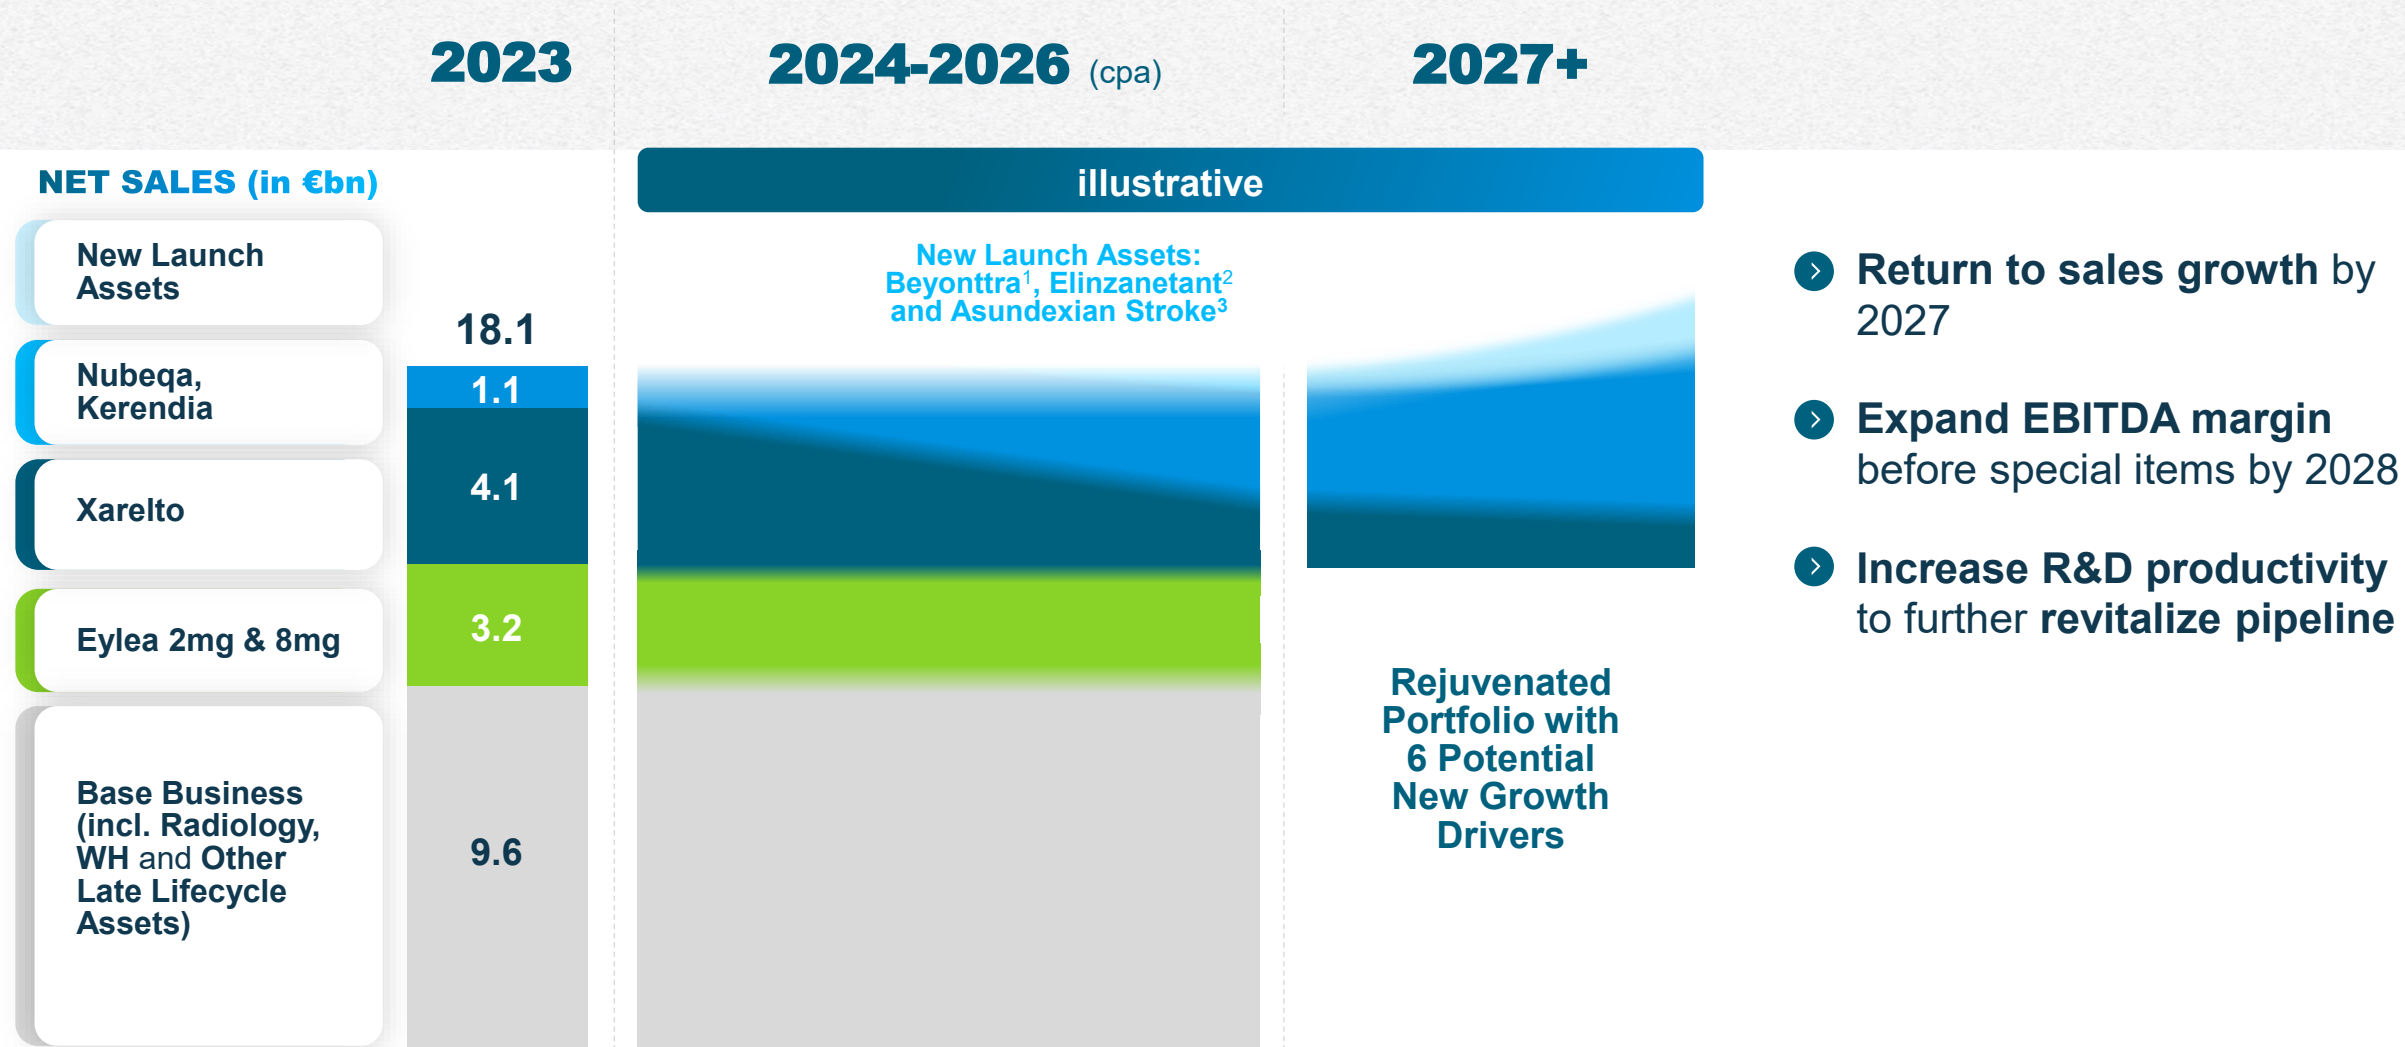 2023
2024-2026 (cpa)
2027+
NET SALES (in €bn)
illustrative
New Launch
Assets
Nubeqa,
Kerendia
Xarelto
Eylea 2mg & 8mg
Base Business
(incl. Radiology,
WH and Other
Late Lifecycle
Assets)
18.1
1.1
4.1
3.2
9.6
New Launch Assets:
Beyonttra¹, Elinzanetant²
and Asundexian Stroke³
Rejuvenated
Portfolio with
6 Potential
New Growth
Drivers
Return to sales growth by
2027
Expand EBITDA margin
before special items by 2028
Increase R&D productivity
to further revitalize pipeline